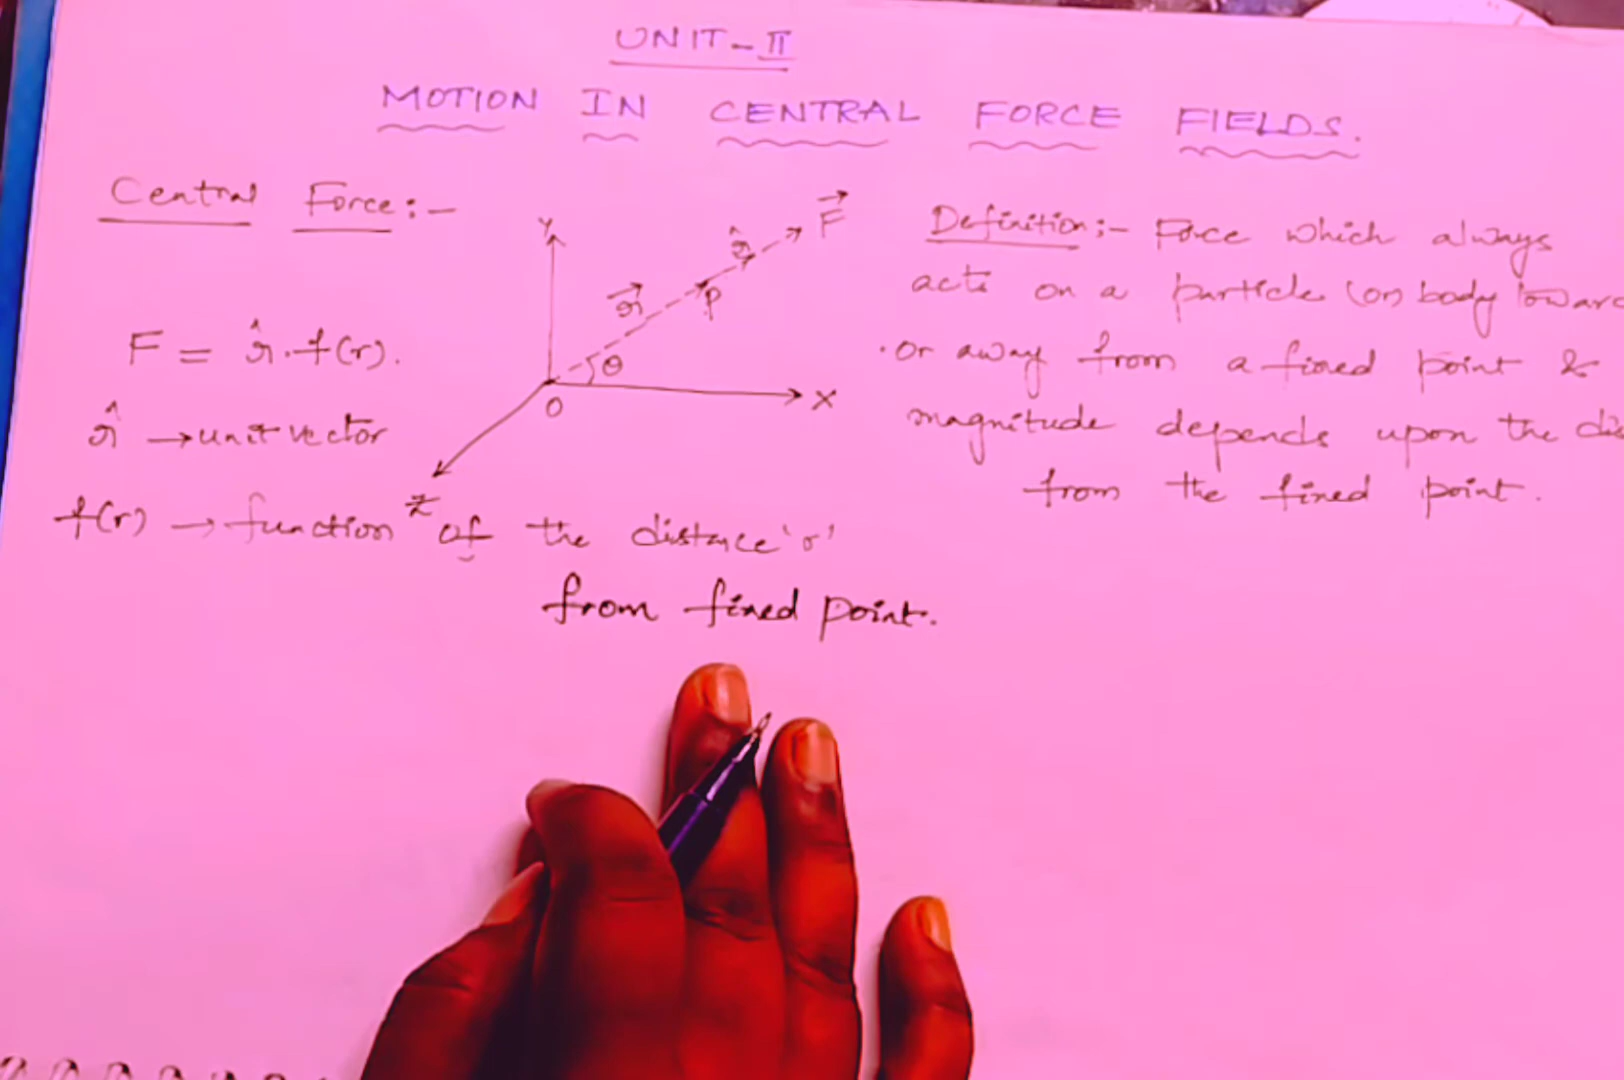 UNIT-II
MOTION IN CENTRAL FORCE FIELDS.
Central Force:-
F = r̂.f(r).
r̂ → unit vector
f(r) → function of the distance 'r'
from fixed point.
Y
r⃗
P
r̂
F⃗
θ
O
X
Z
Definition:- Force which always
acts on a particle (or) body
or away from a fixed point &
magnitude depends upon the
from the fixed point.